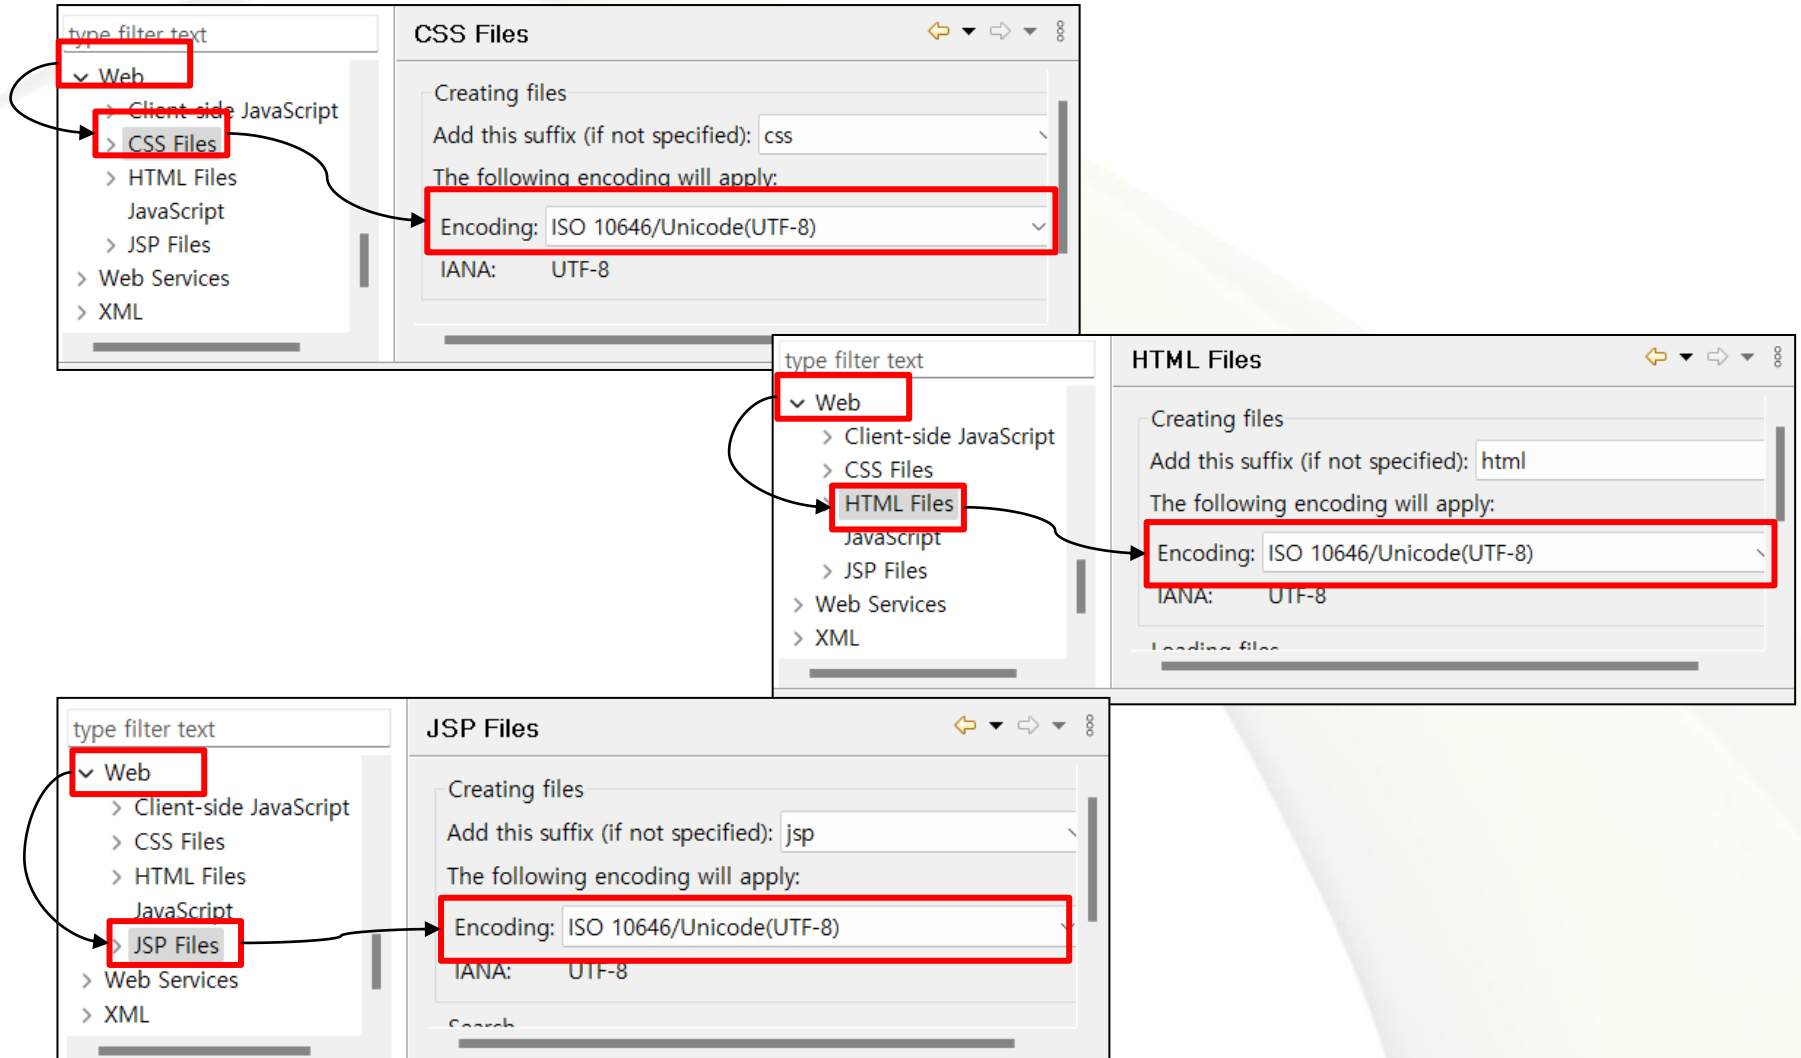 type filter text
Web
Client-side JavaScript
CSS Files
HTML Files
JavaScript
JSP Files
Web Services
XML
CSS Files
Creating files
Add this suffix (if not specified): css
The following encoding will apply:
Encoding: ISO 10646/Unicode(UTF-8)
IANA: UTF-8
type filter text
Web
Client-side JavaScript
CSS Files
HTML Files
JavaScript
JSP Files
Web Services
XML
HTML Files
Creating files
Add this suffix (if not specified): html
The following encoding will apply:
Encoding: ISO 10646/Unicode(UTF-8)
IANA: UTF-8
Loading files
type filter text
Web
Client-side JavaScript
CSS Files
HTML Files
JavaScript
JSP Files
Web Services
XML
JSP Files
Creating files
Add this suffix (if not specified): jsp
The following encoding will apply:
Encoding: ISO 10646/Unicode(UTF-8)
IANA: UTF-8
Search